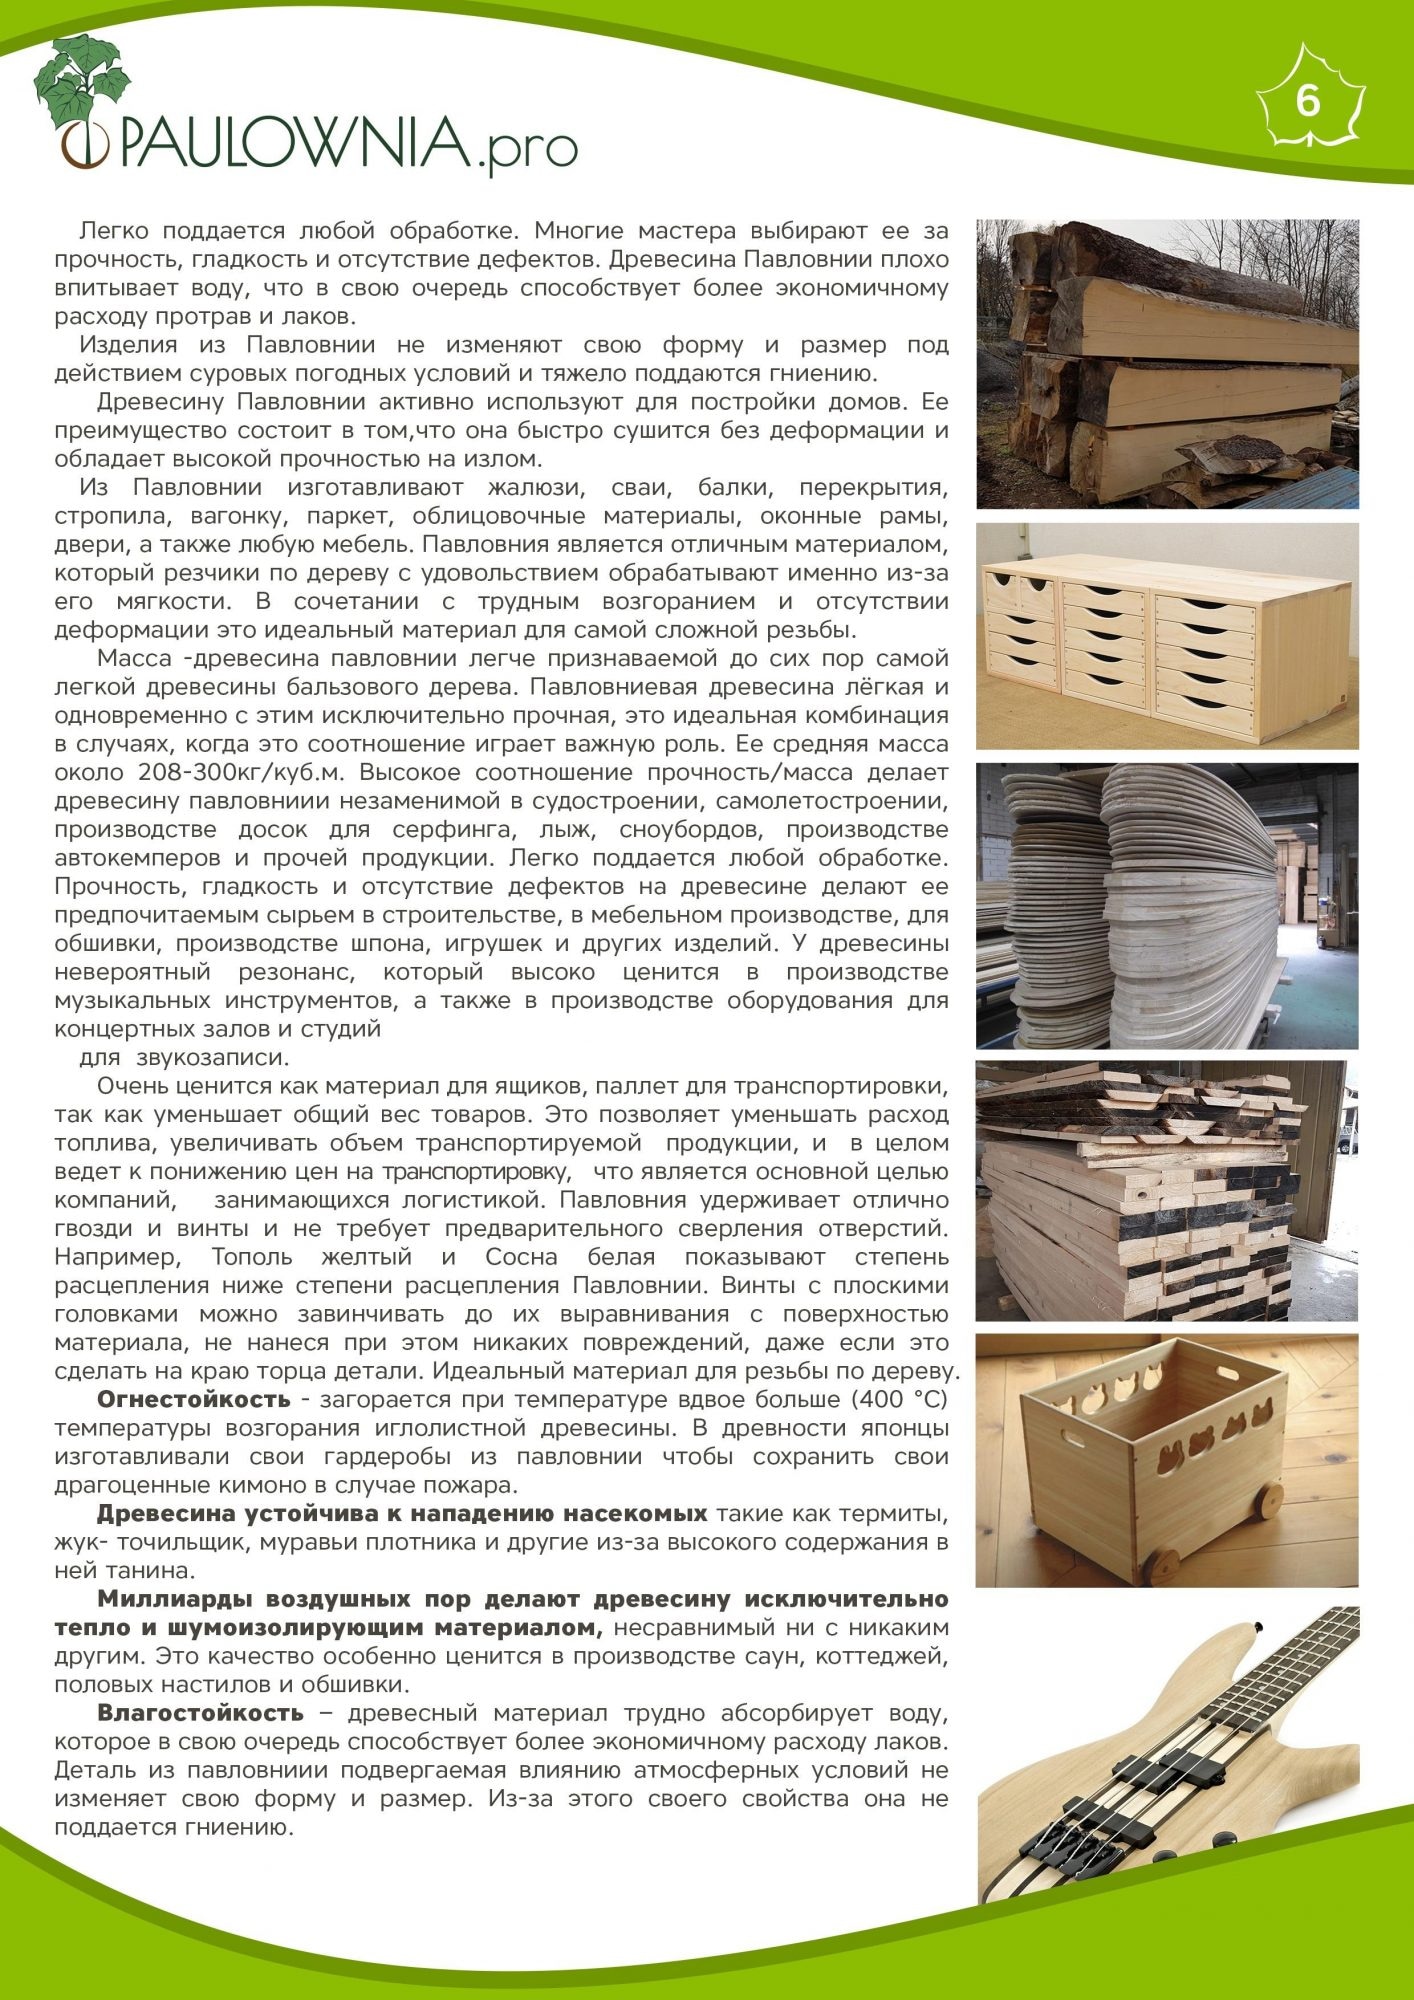 PAULOWNIA.pro
6
Легко поддается любой обработке. Многие мастера выбирают ее за
прочность, гладкость и отсутствие дефектов. Древесина Павловнии плохо
впитывает воду, что в свою очередь способствует более экономичному
расходу протрав и лаков.
Изделия из Павловнии не изменяют свою форму и размер под
действием суровых погодных условий и тяжело поддаются гниению.
Древесину Павловнии активно используют для постройки домов. Ее
преимущество состоит в том,что она быстро сушится без деформации и
обладает высокой прочностью на излом.
Из Павловнии изготавливают жалюзи, сваи, балки, перекрытия,
стропила, вагонку, паркет, облицовочные материалы, оконные рамы,
двери, а также любую мебель. Павловния является отличным материалом,
который резчики по дереву с удовольствием обрабатывают именно из-за
его мягкости. В сочетании с трудным возгоранием и отсутствии
деформации это идеальный материал для самой сложной резьбы.
Масса -древесина павловнии легче признаваемой до сих пор самой
легкой древесины бальзового дерева. Павловниевая древесина лёгкая и
одновременно с этим исключительно прочная, это идеальная комбинация
в случаях, когда это соотношение играет важную роль. Ее средняя масса
около 208-300кг/куб.м. Высокое соотношение прочность/масса делает
древесину павловниии незаменимой в судостроении, самолетостроении,
производстве досок для серфинга, лыж, сноубордов, производстве
автокемперов и прочей продукции. Легко поддается любой обработке.
Прочность, гладкость и отсутствие дефектов на древесине делают ее
предпочитаемым сырьем в строительстве, в мебельном производстве, для
обшивки, производстве шпона, игрушек и других изделий. У древесины
невероятный резонанс, который высоко ценится в производстве
музыкальных инструментов, а также в производстве оборудования для
концертных залов и студий
для звукозаписи.
Очень ценится как материал для ящиков, паллет для транспортировки,
так как уменьшает общий вес товаров. Это позволяет уменьшать расход
топлива, увеличивать объем транспортируемой продукции, и в целом
ведет к понижению цен на транспортировку, что является основной целью
компаний, занимающихся логистикой. Павловния удерживает отлично
гвозди и винты и не требует предварительного сверления отверстий.
Например, Тополь желтый и Сосна белая показывают степень
расцепления ниже степени расцепления Павловнии. Винты с плоскими
головками можно завинчивать до их выравнивания с поверхностью
материала, не нанеся при этом никаких повреждений, даже если это
сделать на краю торца детали. Идеальный материал для резьбы по дереву.
Огнестойкость - загорается при температуре вдвое больше (400 °C)
температуры возгорания иглолистной древесины. В древности японцы
изготавливали свои гардеробы из павловнии чтобы сохранить свои
драгоценные кимоно в случае пожара.
Древесина устойчива к нападению насекомых такие как термиты,
жук- точильщик, муравьи плотника и другие из-за высокого содержания в
ней танина.
Миллиарды воздушных пор делают древесину исключительно
тепло и шумоизолирующим материалом, несравнимый ни с никаким
другим. Это качество особенно ценится в производстве саун, коттеджей,
половых настилов и обшивки.
Влагостойкость – древесный материал трудно абсорбирует воду,
которое в свою очередь способствует более экономичному расходу лаков.
Деталь из павловниии подвергаемая влиянию атмосферных условий не
изменяет свою форму и размер. Из-за этого своего свойства она не
поддается гниению.